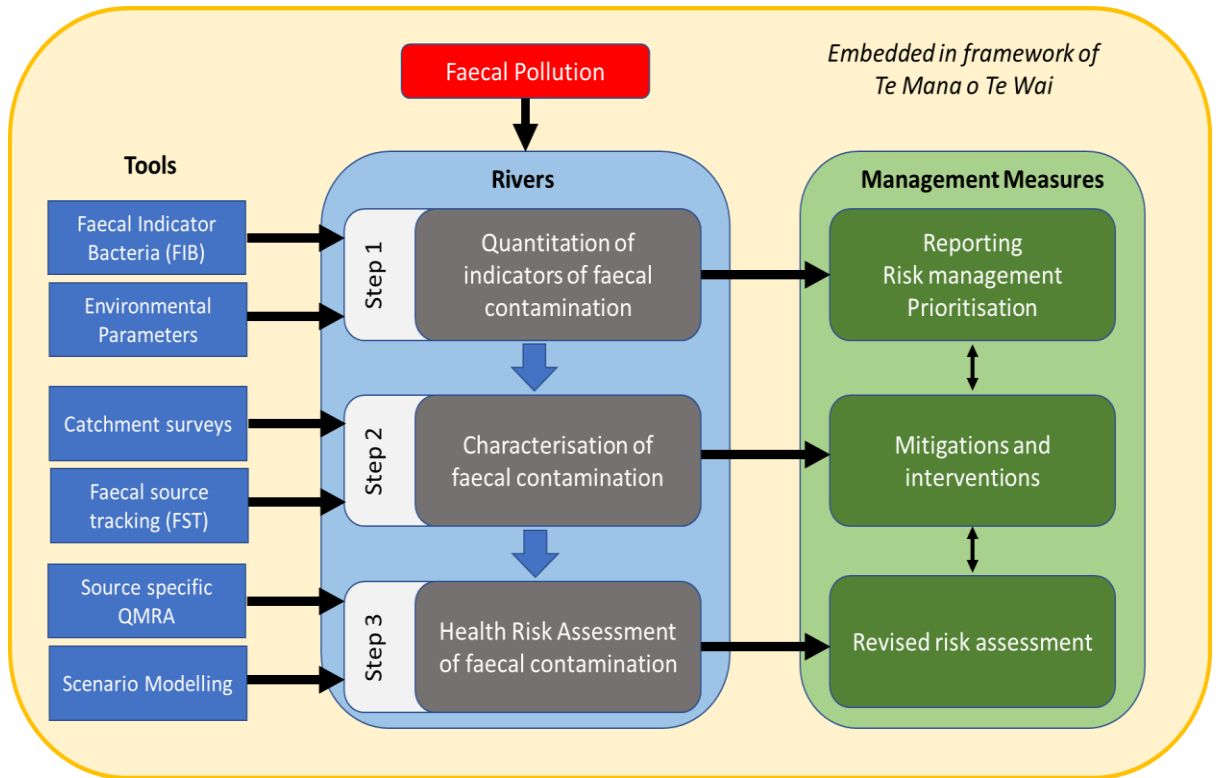 Faecal Pollution
Embedded in framework of
Te Mana o Te Wai
Tools
Faecal Indicator
Bacteria (FIB)
Environmental
Parameters
Catchment surveys
Faecal source
tracking (FST)
Source specific
QMRA
Scenario Modelling
Rivers
Step 1
Quantitation of
indicators of faecal
contamination
Step 2
Characterisation of
faecal contamination
Step 3
Health Risk Assessment
of faecal contamination
Management Measures
Reporting
Risk management
Prioritisation
Mitigations and
interventions
Revised risk assessment